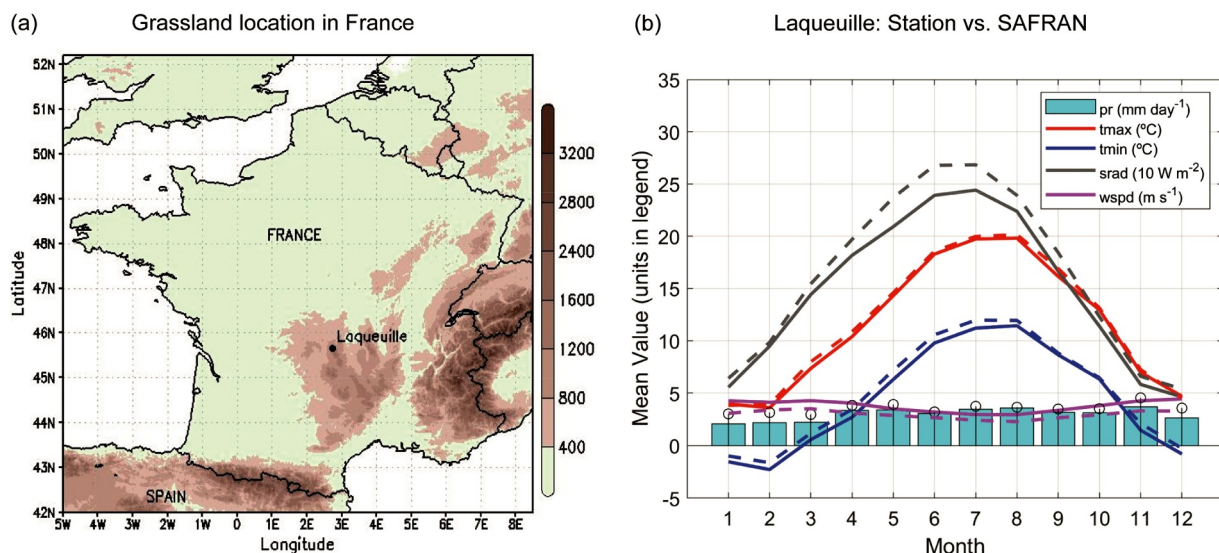 (a) Grassland location in France
52N
51N
50N
49N
48N
47N
46N
45N
44N
43N
42N
Latitude
FRANCE
Laqueuille
SPAIN
5W 4W 3W 2W 1W 0 1E 2E 3E 4E 5E 6E 7E 8E
Longitude
3200
2800
2400
1600
1200
800
400
(b) Laqueuille: Station vs. SAFRAN
35
30
25
20
15
10
5
0
-5
Mean Value (units in legend)
pr (mm day⁻¹)
tmax (ºC)
tmin (ºC)
srad (10 W m⁻²)
wspd (m s⁻¹)
1 2 3 4 5 6 7 8 9 10 11 12
Month